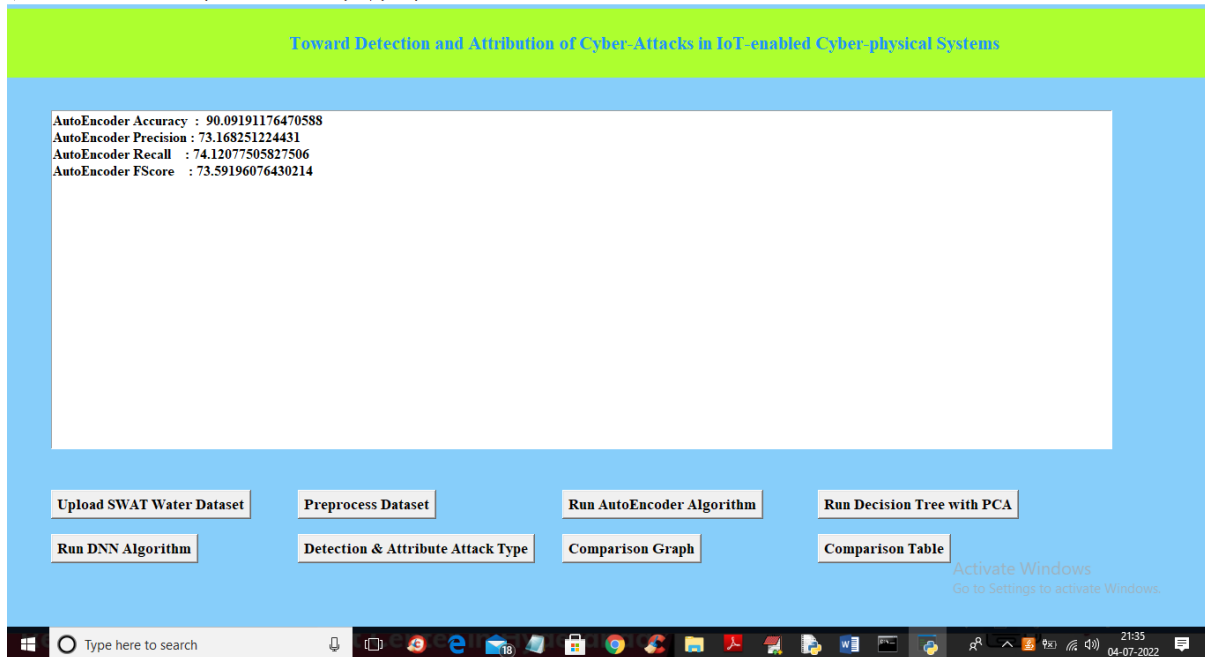 Toward Detection and Attribution of Cyber-Attacks in IoT-enabled Cyber-physical Systems
AutoEncoder Accuracy : 90.09191176470588
AutoEncoder Precision : 73.168251224431
AutoEncoder Recall : 74.12077505827506
AutoEncoder FScore : 73.59196076430214
Upload SWAT Water Dataset
Preprocess Dataset
Run AutoEncoder Algorithm
Run Decision Tree with PCA
Run DNN Algorithm
Detection & Attribute Attack Type
Comparison Graph
Comparison Table
Activate Windows
Go to Settings to activate Windows.
Type here to search
18
21:35
04-07-2022